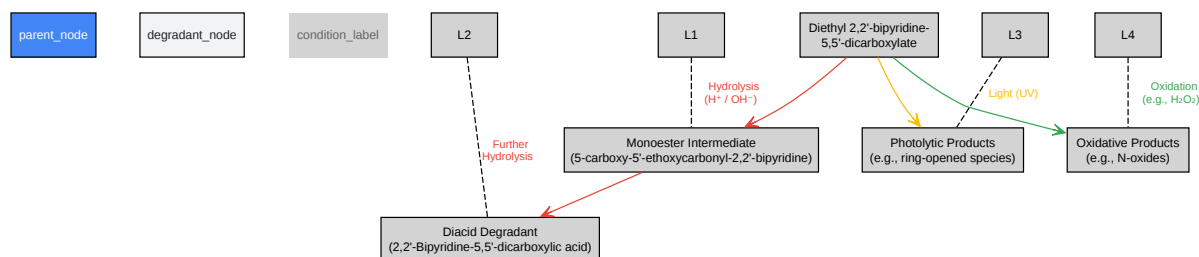 parent_node
degradant_node
condition_label
L2
L1
Diethyl 2,2'-bipyridine-
5,5'-dicarboxylate
L3
L4
Hydrolysis
(H⁺ / OH⁻)
Light (UV)
Oxidation
(e.g., H₂O₂)
Further
Hydrolysis
Monoester Intermediate
(5-carboxy-5'-ethoxycarbonyl-2,2'-bipyridine)
Photolytic Products
(e.g., ring-opened species)
Oxidative Products
(e.g., N-oxides)
Diacid Degradant
(2,2'-Bipyridine-5,5'-dicarboxylic acid)